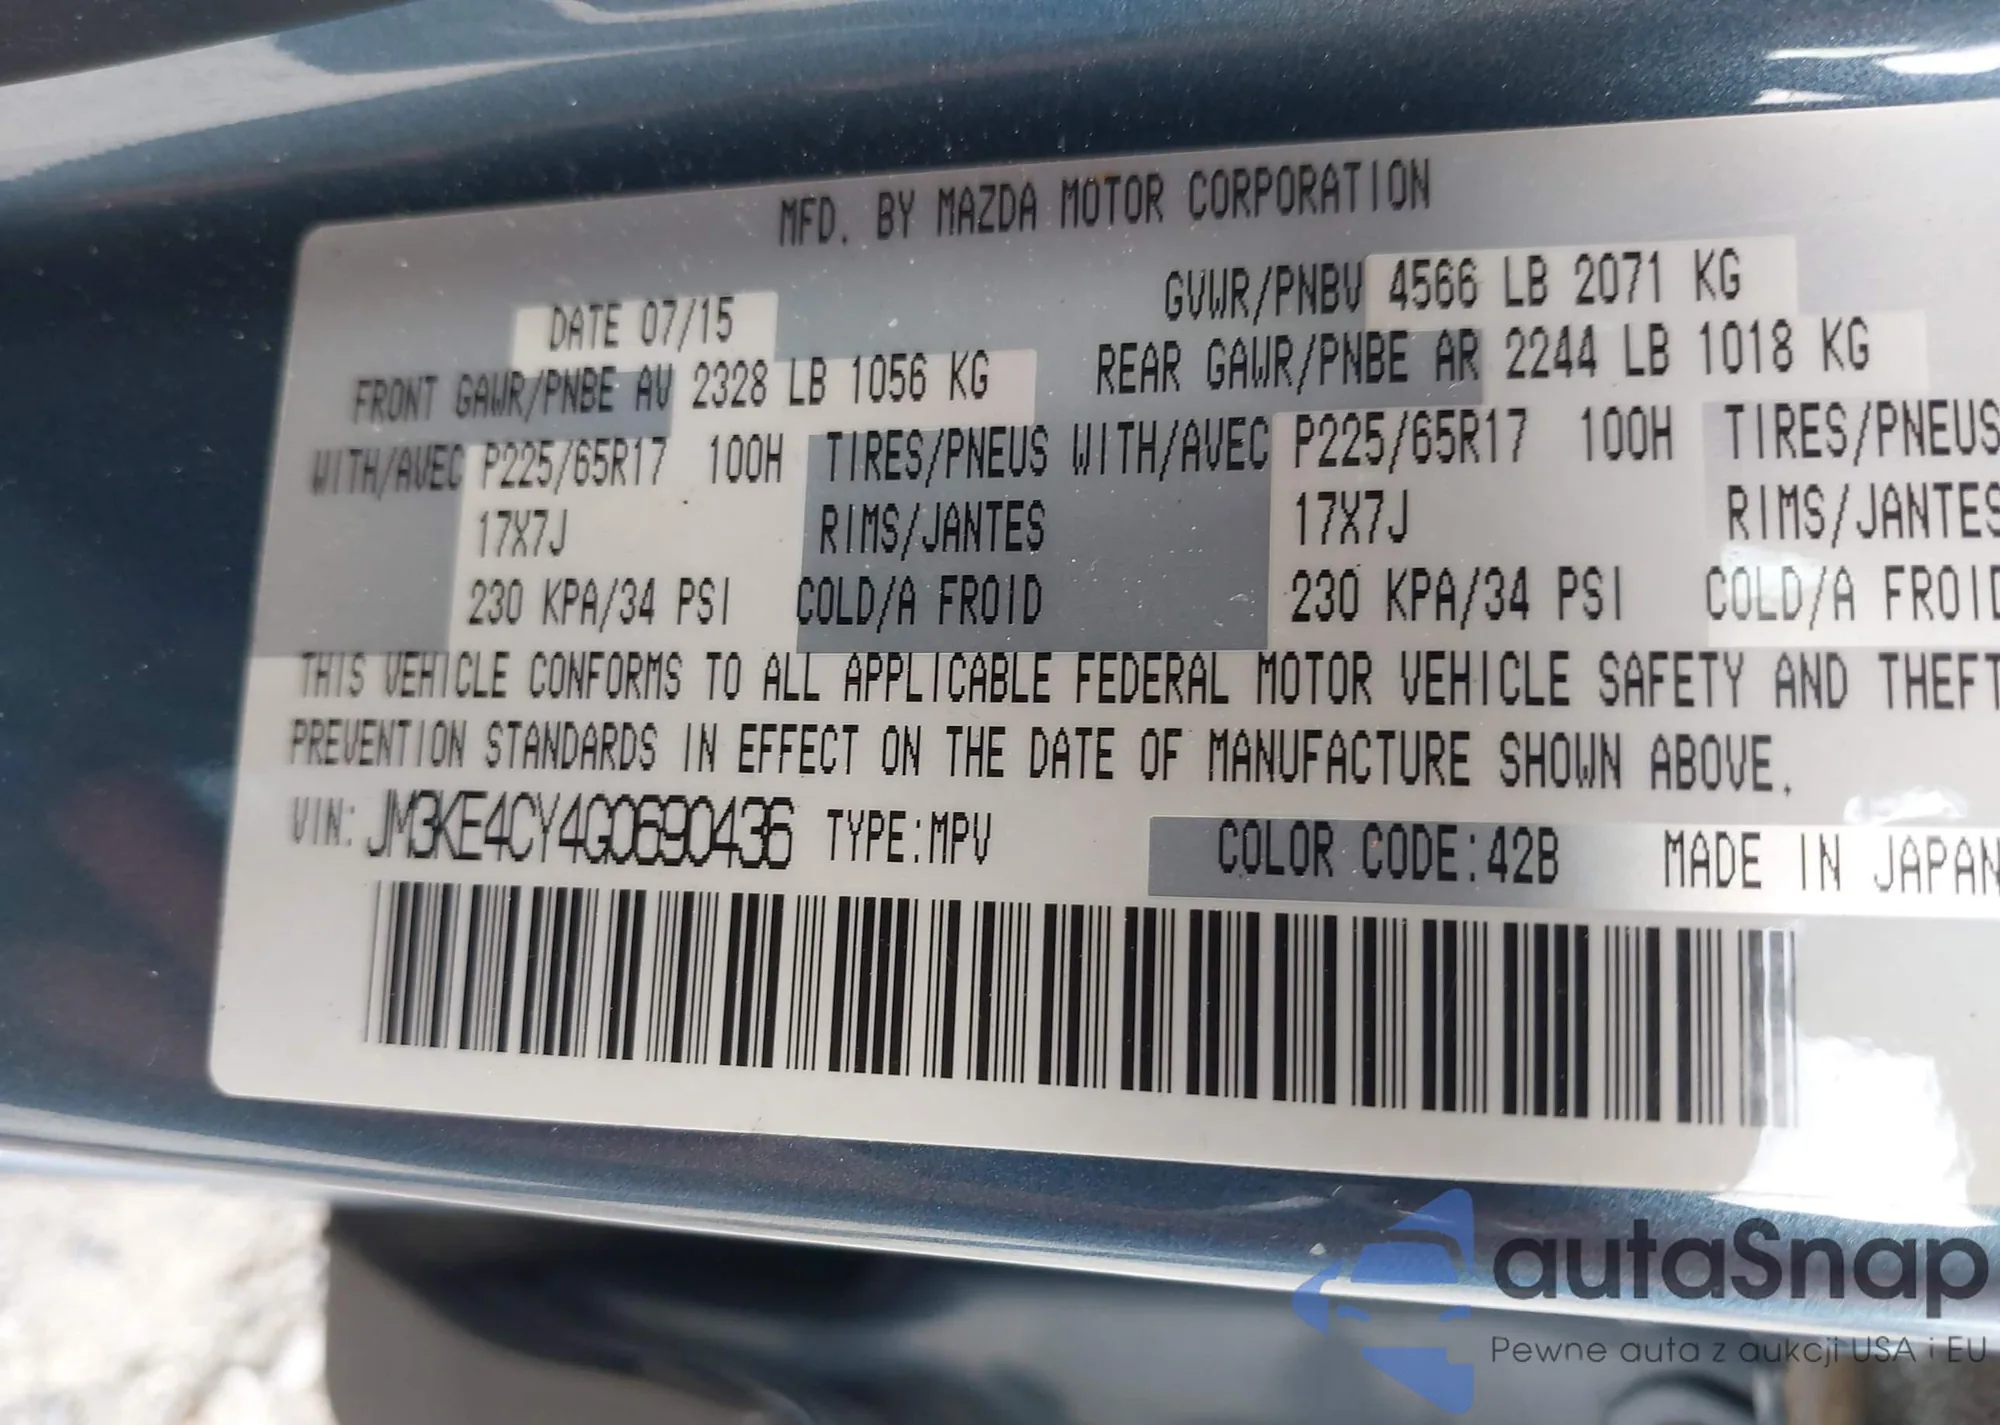 MFD. BY MAZDA MOTOR CORPORATION
DATE 07/15 GVWR/PNBV 4566 LB 2071 KG
FRONT GAWR/PNBE AV 2328 LB 1056 KG REAR GAWR/PNBE AR 2244 LB 1018 KG
WITH/AVEC P225/65R17 100H TIRES/PNEUS WITH/AVEC P225/65R17 100H TIRES/PNEUS
17X7J RIMS/JANTES 17X7J RIMS/JANTES
230 KPA/34 PSI COLD/A FROID 230 KPA/34 PSI COLD/A FROID
THIS VEHICLE CONFORMS TO ALL APPLICABLE FEDERAL MOTOR VEHICLE SAFETY AND THEFT
PREVENTION STANDARDS IN EFFECT ON THE DATE OF MANUFACTURE SHOWN ABOVE.
VIN: JM3KE4CY4G0690436 TYPE:MPV COLOR CODE:42B MADE IN JAPAN
autaSnap
Pewne auta z aukcji USA i EU